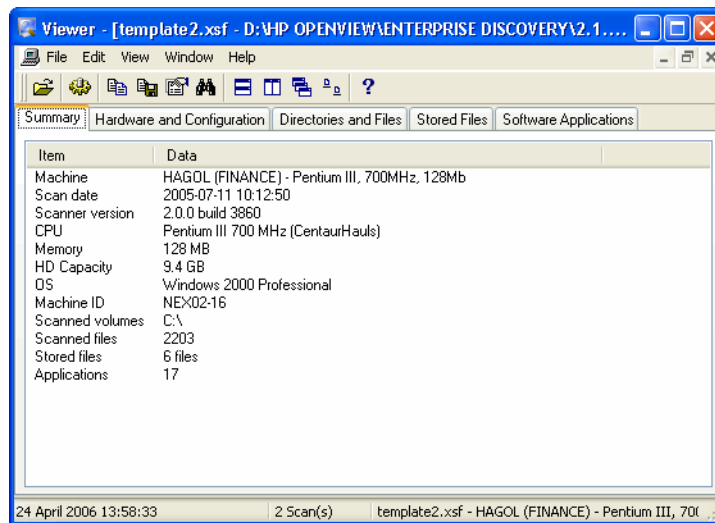 Viewer - [template2.xsf - D:\HP OPENVIEW\ENTERPRISE DISCOVERY\2.1....
File Edit View Window Help
Summary Hardware and Configuration Directories and Files Stored Files Software Applications
Item Data
Machine HAGOL (FINANCE) - Pentium III, 700MHz, 128Mb
Scan date 2005-07-11 10:12:50
Scanner version 2.0.0 build 3860
CPU Pentium III 700 MHz (CentaurHauls)
Memory 128 MB
HD Capacity 9.4 GB
OS Windows 2000 Professional
Machine ID NEX02-16
Scanned volumes C:\
Scanned files 2203
Stored files 6 files
Applications 17
24 April 2006 13:58:33 2 Scan(s) template2.xsf - HAGOL (FINANCE) - Pentium III, 70